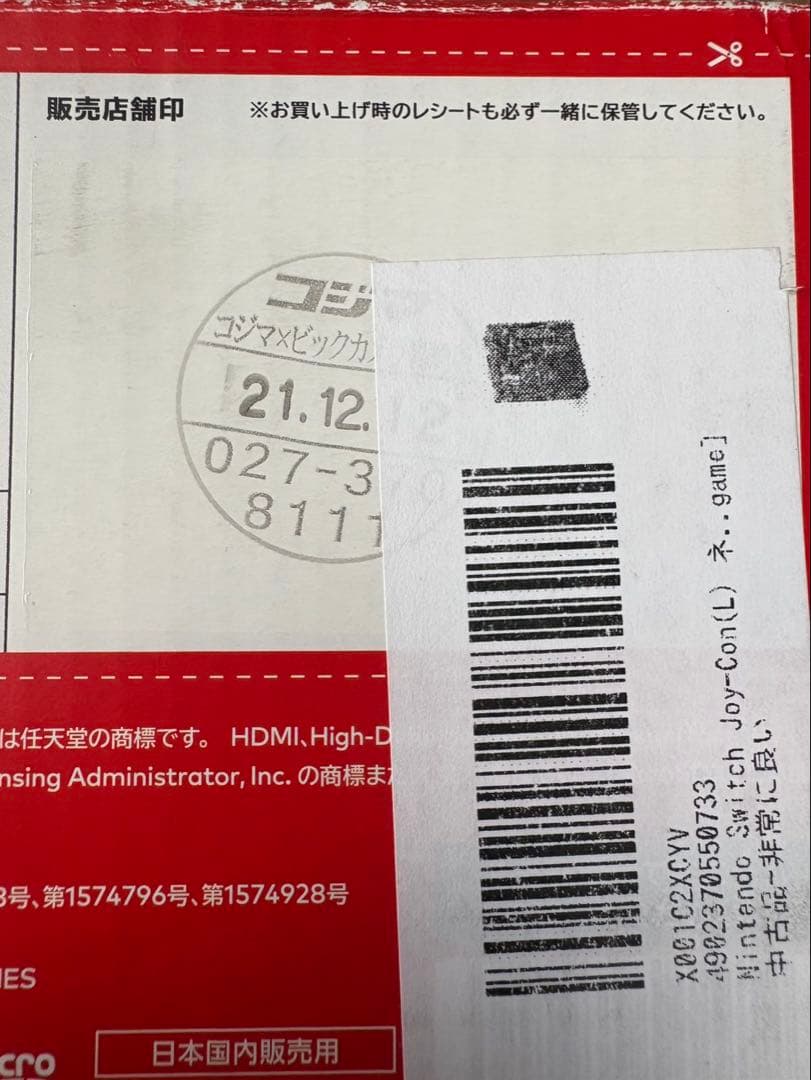 販売店舗印
※お買い上げ時のレシートも必ず一緒に保管してください。
コジ
コジマ×ビックカ
21.12.
027-3
8111
は任天堂の商標です。 HDMI、High-D
nsing Administrator, Inc. の商標ま
3号、第1574796号、第1574928号
IES
cro
日本国内販売用
X001C2XCYV
4902370550733
Nintendo Switch Joy-Con(L) ネ..game]
中古品-非常に良い